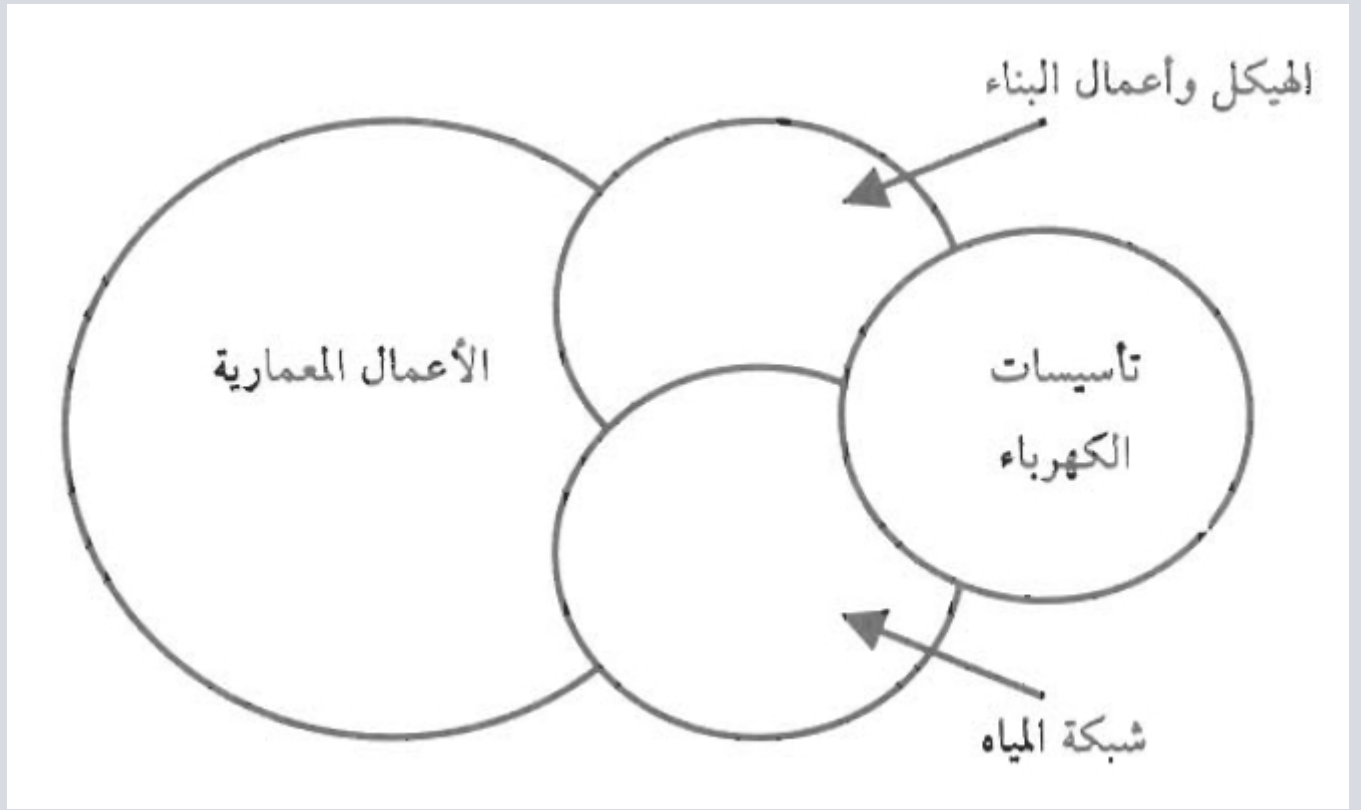 الهيكل وأعمال البناء
الأعمال المعمارية
تأسيسات
الكهرباء
شبكة المياه